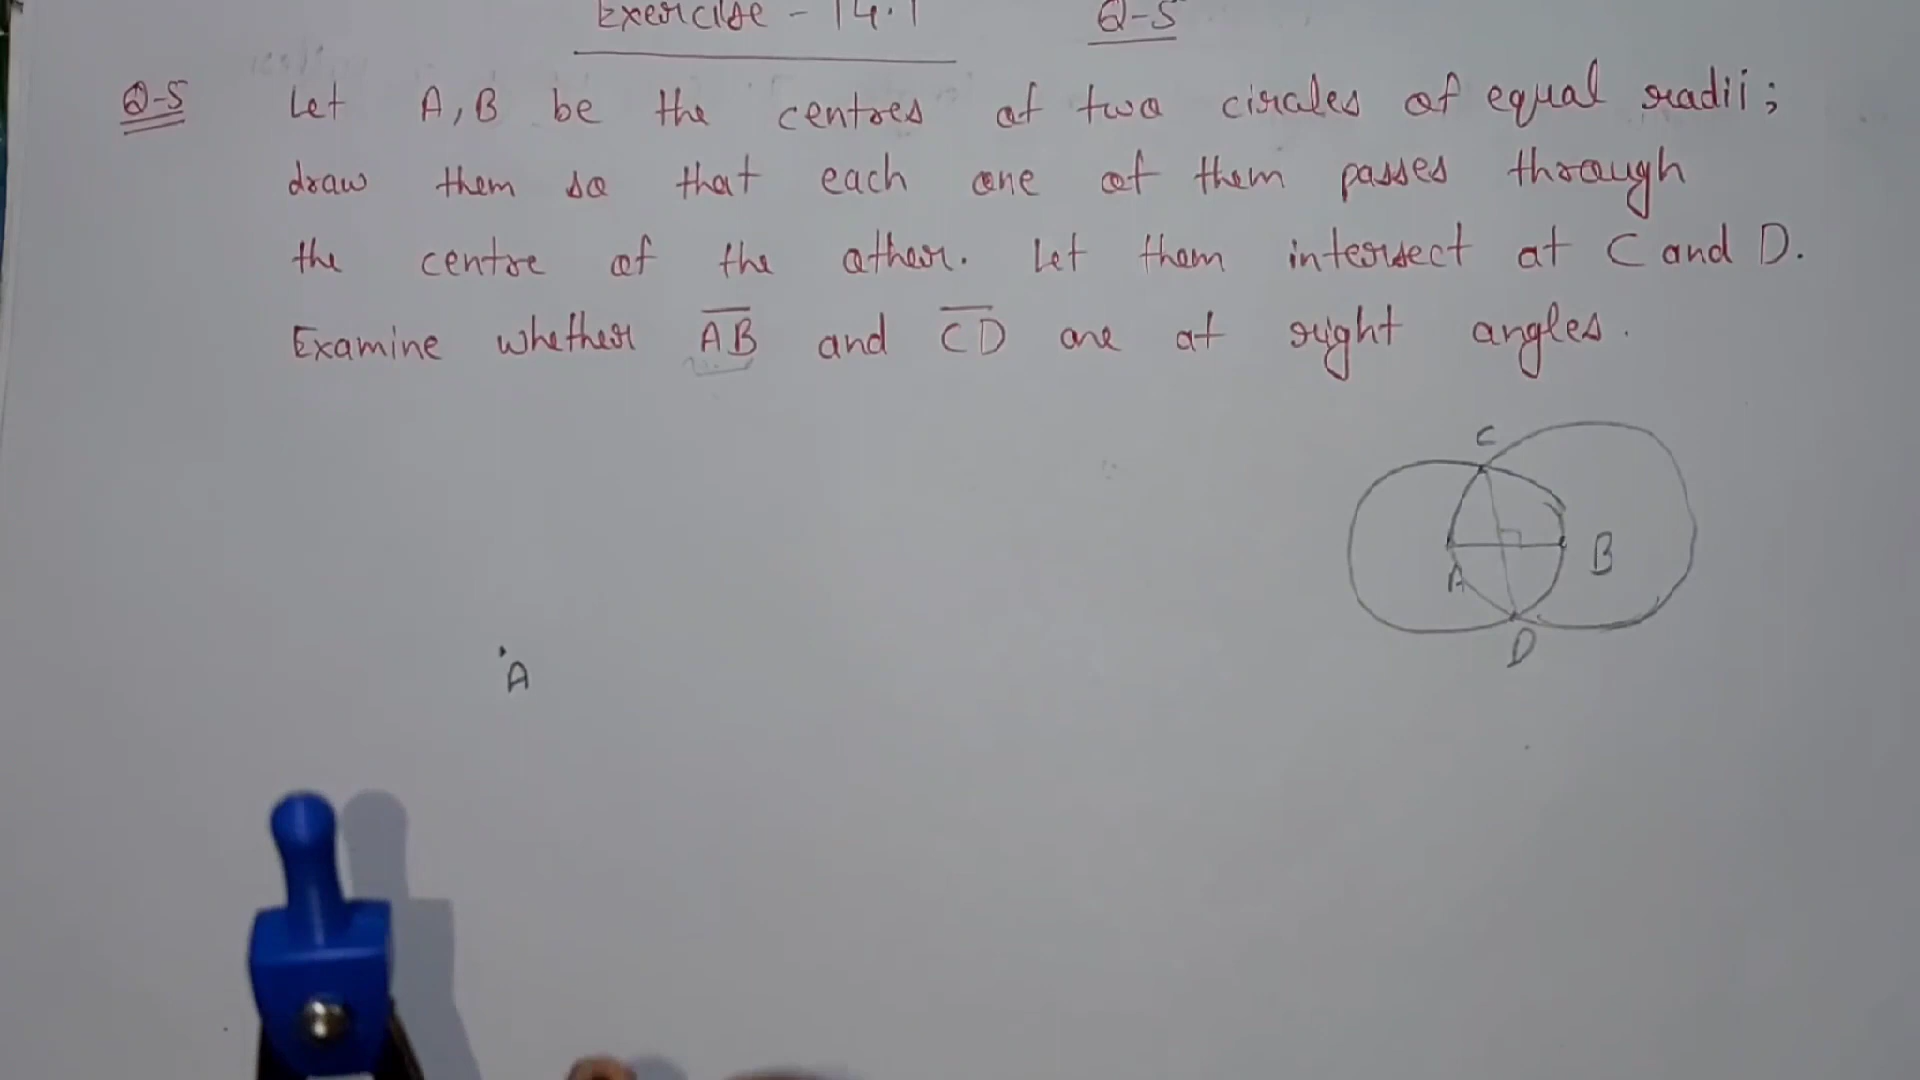 Exercise - 14.1 Q-5
Q-5 Let A, B be the centres of two circles of equal radii;
draw them so that each one of them passes through
the centre of the other. Let them intersect at C and D.
Examine whether AB and CD are at right angles.
C
A B
D
A